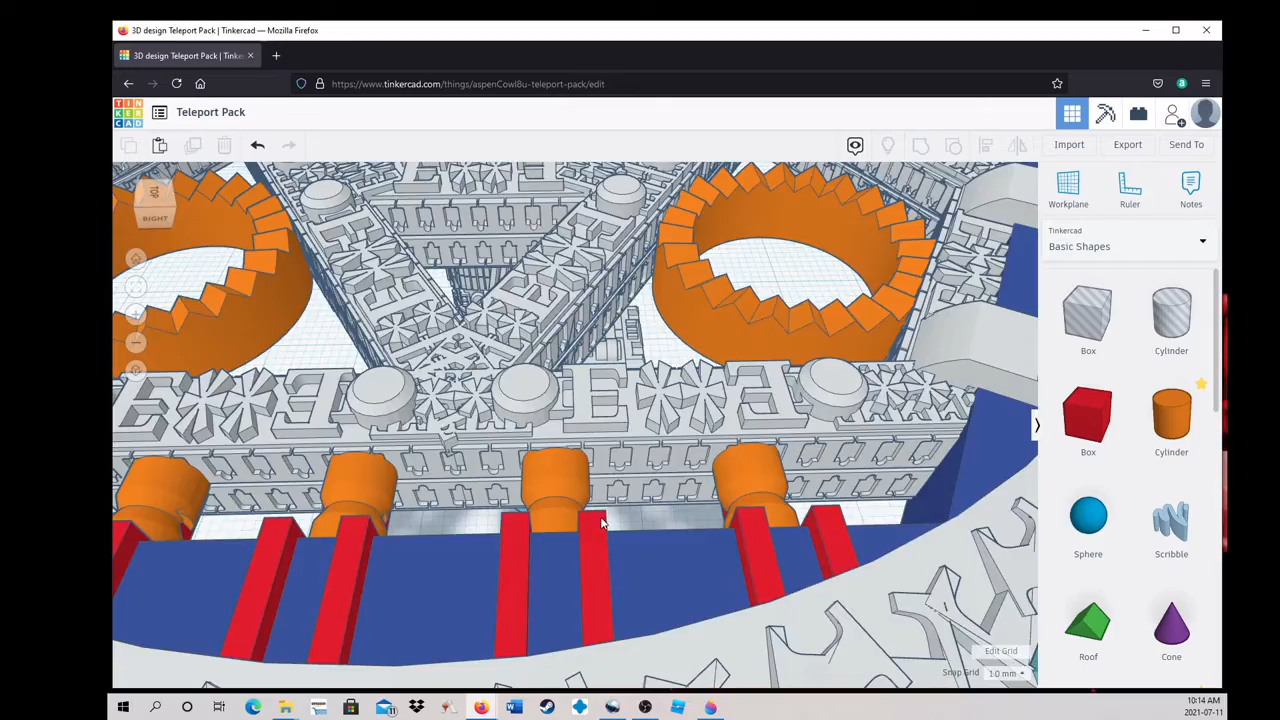 3D design Teleport Pack | Tinkercad — Mozilla Firefox
3D design Teleport Pack | Tinke
https://www.tinkercad.com/things/aspenCowl8u-teleport-pack/edit
TIN
KER
CAD
Teleport Pack
Import
Export
Send To
TOP
RIGHT
Workplane
Ruler
Notes
Tinkercad
Basic Shapes
Box
Cylinder
Box
Cylinder
Sphere
Scribble
Roof
Cone
Edit Grid
Snap Grid
1.0 mm
11
10:14 AM
2021-07-11